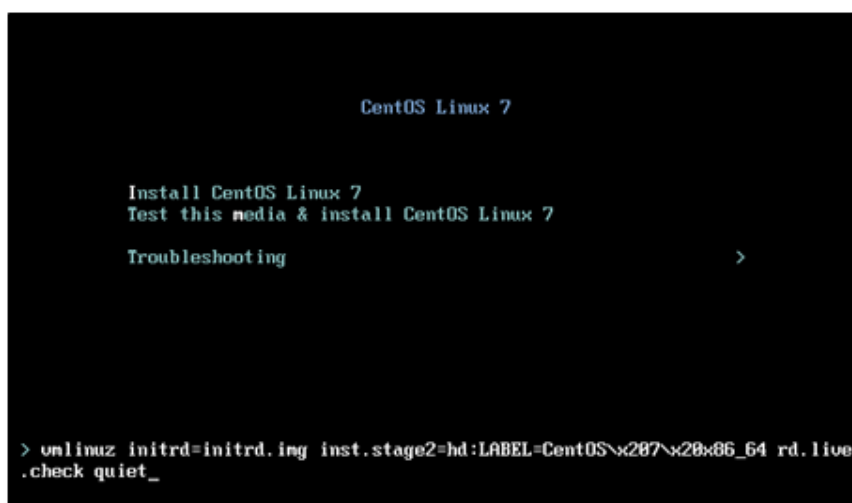 CentOS Linux 7
Install CentOS Linux 7
Test this media & install CentOS Linux 7
Troubleshooting >
> vmlinuz initrd=initrd.img inst.stage2=hd:LABEL=CentOS\x207\x20x86_64 rd.live
.check quiet_